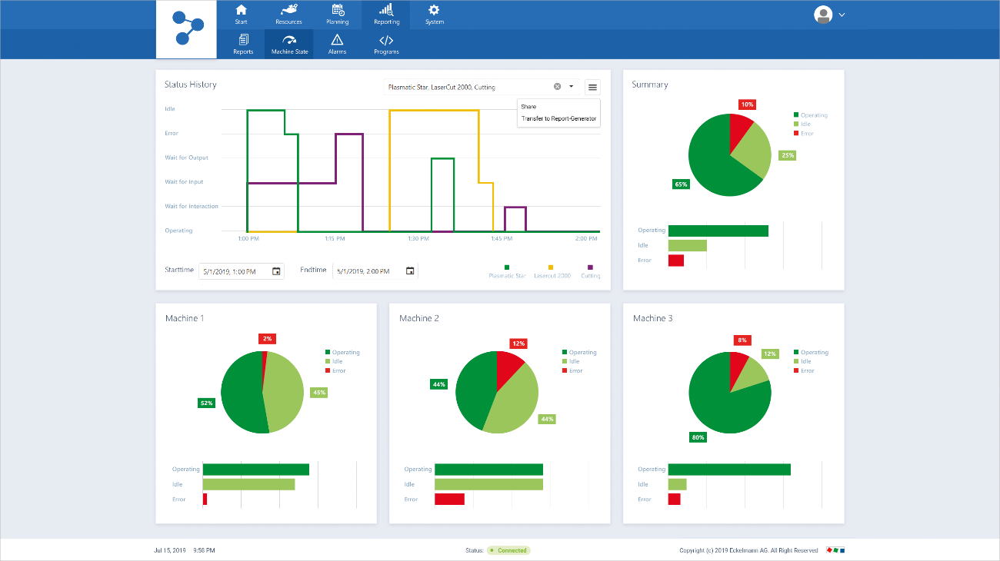 Start
Resources
Planning
Reporting
System
Reports
Machine State
Alarms
Programs
Status History
Plasmatic Star, LaserCut 2000, Cutting
Share
Transfer to Report-Generator
Idle
Error
Wait for Output
Wait for Input
Wait for Interaction
Operating
1:00 PM
1:15 PM
1:30 PM
1:45 PM
2:00 PM
Starttime
5/1/2019, 1:00 PM
Endtime
5/1/2019, 2:00 PM
Plasmatic Star
Lasercut 2000
Cutting
Summary
10%
25%
65%
Operating
Idle
Error
Operating
Idle
Error
Machine 1
2%
45%
52%
Operating
Idle
Error
Operating
Idle
Error
Machine 2
12%
44%
44%
Operating
Idle
Error
Operating
Idle
Error
Machine 3
8%
12%
80%
Operating
Idle
Error
Operating
Idle
Error
Jul 15, 2019 9:58 PM
Status: Connected
Copyright (c) 2019 Eckelmann AG. All Right Reserved